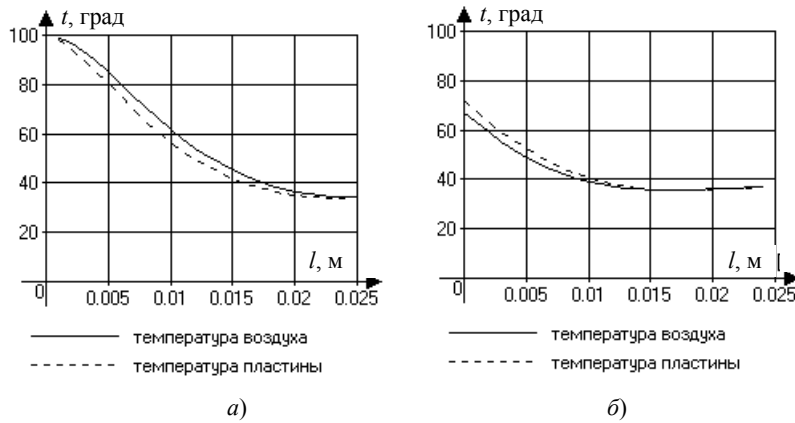 t, град
100
80
60
40
20
0
l, м
0.005 0.01 0.015 0.02 0.025
температура воздуха
температура пластины
а)
t, град
100
80
60
40
20
0
l, м
0.005 0.01 0.015 0.02 0.025
температура воздуха
температура пластины
б)